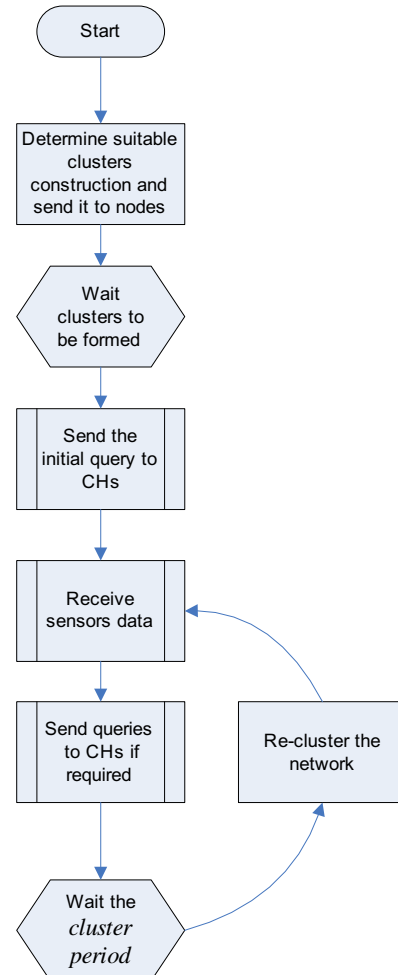 Start
Determine suitable
clusters
construction and
send it to nodes
Wait
clusters to
be formed
Send the
initial query to
CHs
Receive
sensors data
Send queries
to CHs if
required
Re-cluster the
network
Wait the
cluster
period